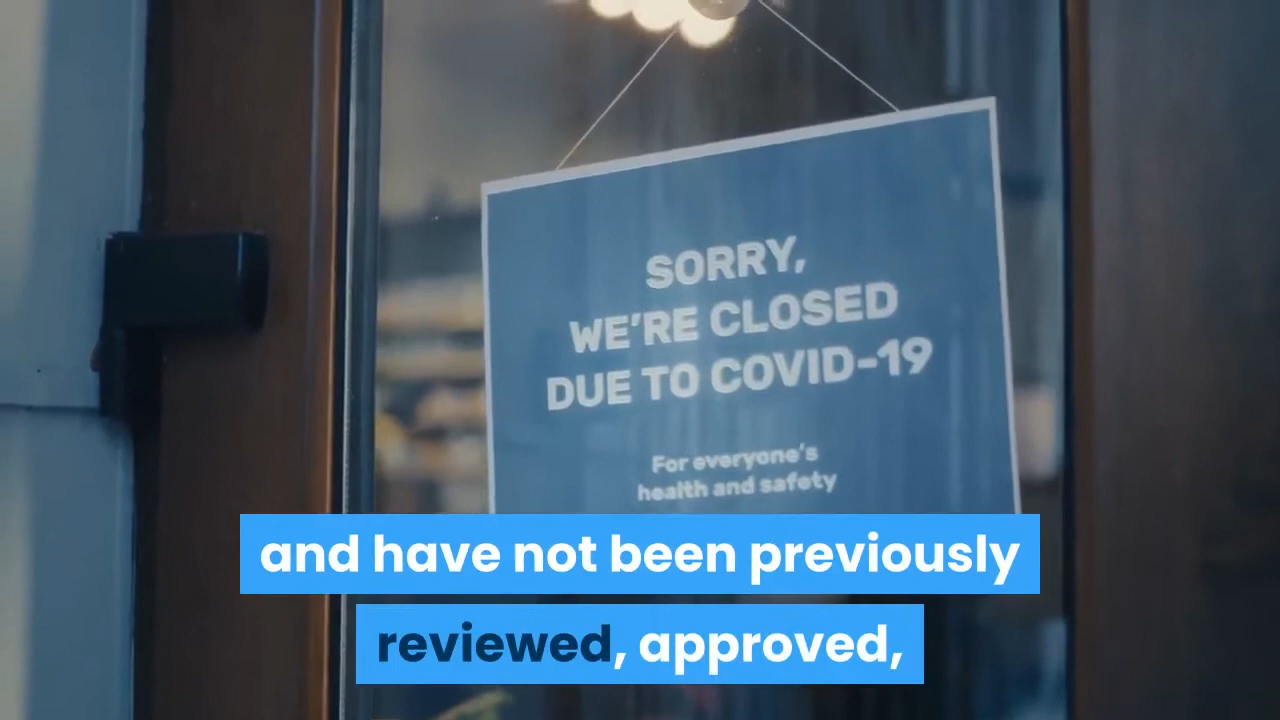 SORRY,
WE'RE CLOSED
DUE TO COVID-19
For everyone's
health and safety
and have not been previously
reviewed, approved,